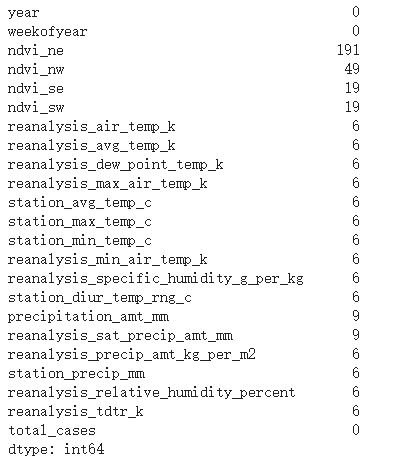 year 0
weekofyear 0
ndvi_ne 191
ndvi_nw 49
ndvi_se 19
ndvi_sw 19
reanalysis_air_temp_k 6
reanalysis_avg_temp_k 6
reanalysis_dew_point_temp_k 6
reanalysis_max_air_temp_k 6
station_avg_temp_c 6
station_max_temp_c 6
station_min_temp_c 6
reanalysis_min_air_temp_k 6
reanalysis_specific_humidity_g_per_kg 6
station_diur_temp_rng_c 6
precipitation_amt_mm 9
reanalysis_sat_precip_amt_mm 9
reanalysis_precip_amt_kg_per_m2 6
station_precip_mm 6
reanalysis_relative_humidity_percent 6
reanalysis_tdtr_k 6
total_cases 0
dtype: int64